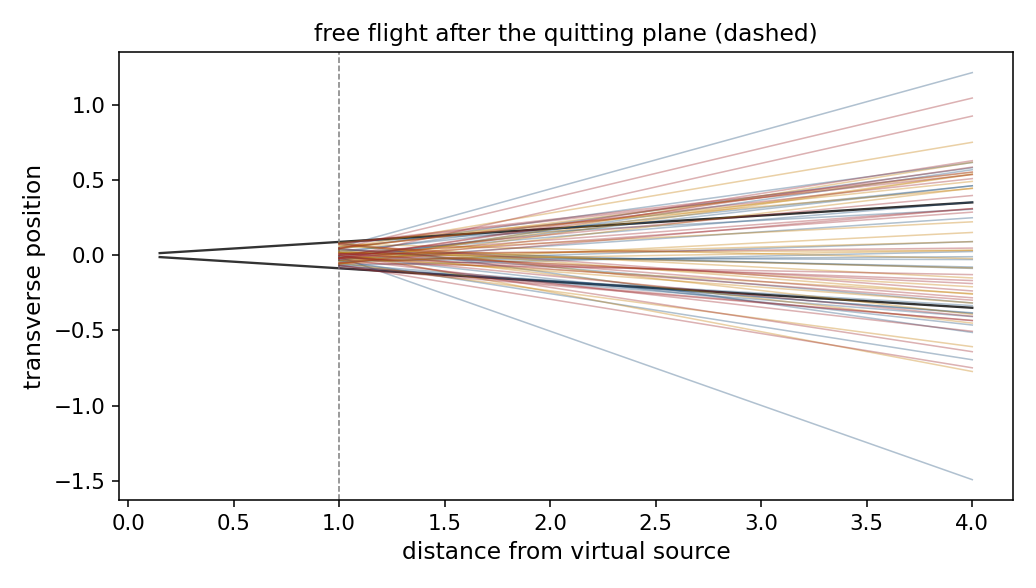 free flight after the quitting plane (dashed)
transverse position
1.0
0.5
0.0
−0.5
−1.0
−1.5
0.0 0.5 1.0 1.5 2.0 2.5 3.0 3.5 4.0
distance from virtual source